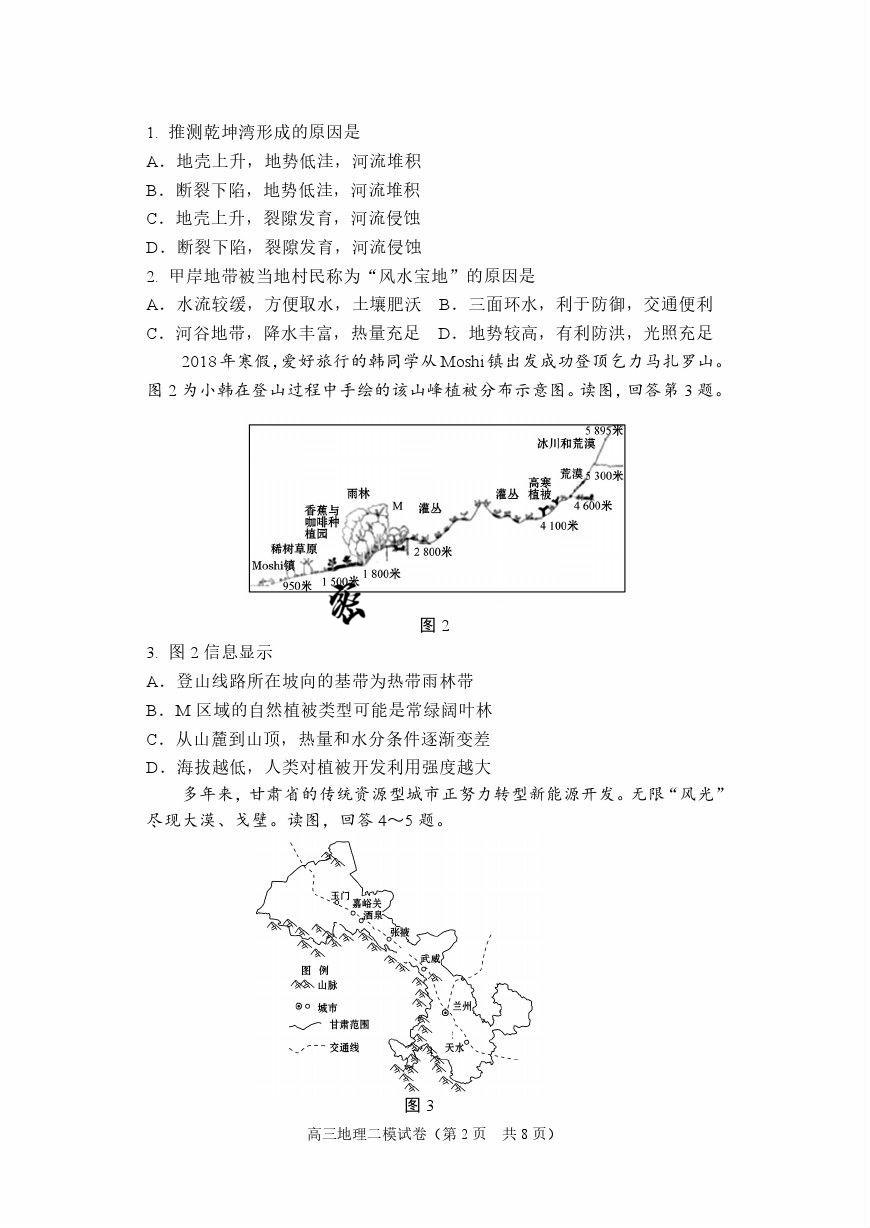 1. 推测乾坤湾形成的原因是
A．地壳上升，地势低洼，河流堆积
B．断裂下陷，地势低洼，河流堆积
C．地壳上升，裂隙发育，河流侵蚀
D．断裂下陷，裂隙发育，河流侵蚀
2. 甲岸地带被当地村民称为“风水宝地”的原因是
A．水流较缓，方便取水，土壤肥沃 B．三面环水，利于防御，交通便利
C．河谷地带，降水丰富，热量充足 D．地势较高，有利防洪，光照充足
2018年寒假，爱好旅行的韩同学从Moshi镇出发成功登顶乞力马扎罗山。
图 2 为小韩在登山过程中手绘的该山峰植被分布示意图。读图，回答第 3 题。
5 895米
冰川和荒漠
荒漠 5 300米
高寒植被
4 600米
灌丛
4 100米
雨林
M 灌丛
香蕉与咖啡种植园
2 800米
稀树草原
Moshi镇
950米 1 500米 1 800米
密
图 2
3. 图 2 信息显示
A．登山线路所在坡向的基带为热带雨林带
B．M 区域的自然植被类型可能是常绿阔叶林
C．从山麓到山顶，热量和水分条件逐渐变差
D．海拔越低，人类对植被开发利用强度越大
多年来，甘肃省的传统资源型城市正努力转型新能源开发。无限“风光”
尽现大漠、戈壁。读图，回答 4～5 题。
玉门
嘉峪关
酒泉
张掖
武威
兰州
天水
图 例
山脉
城市
甘肃范围
交通线
图 3
高三地理二模试卷（第 2 页 共 8 页）